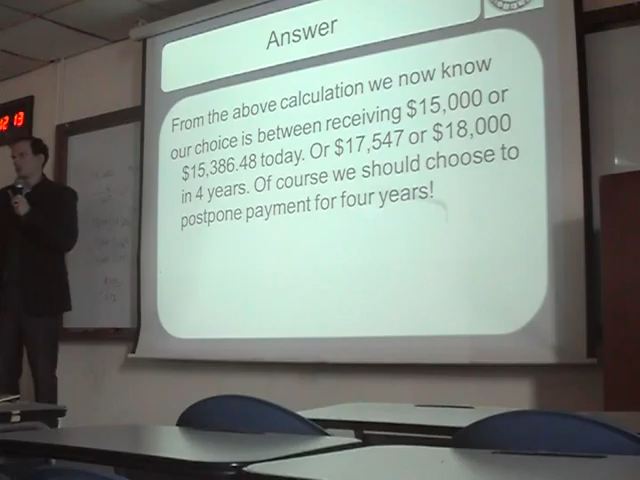 12 13
Answer
From the above calculation we now know
our choice is between receiving $15,000 or
$15,386.48 today. Or $17,547 or $18,000
in 4 years. Of course we should choose to
postpone payment for four years!